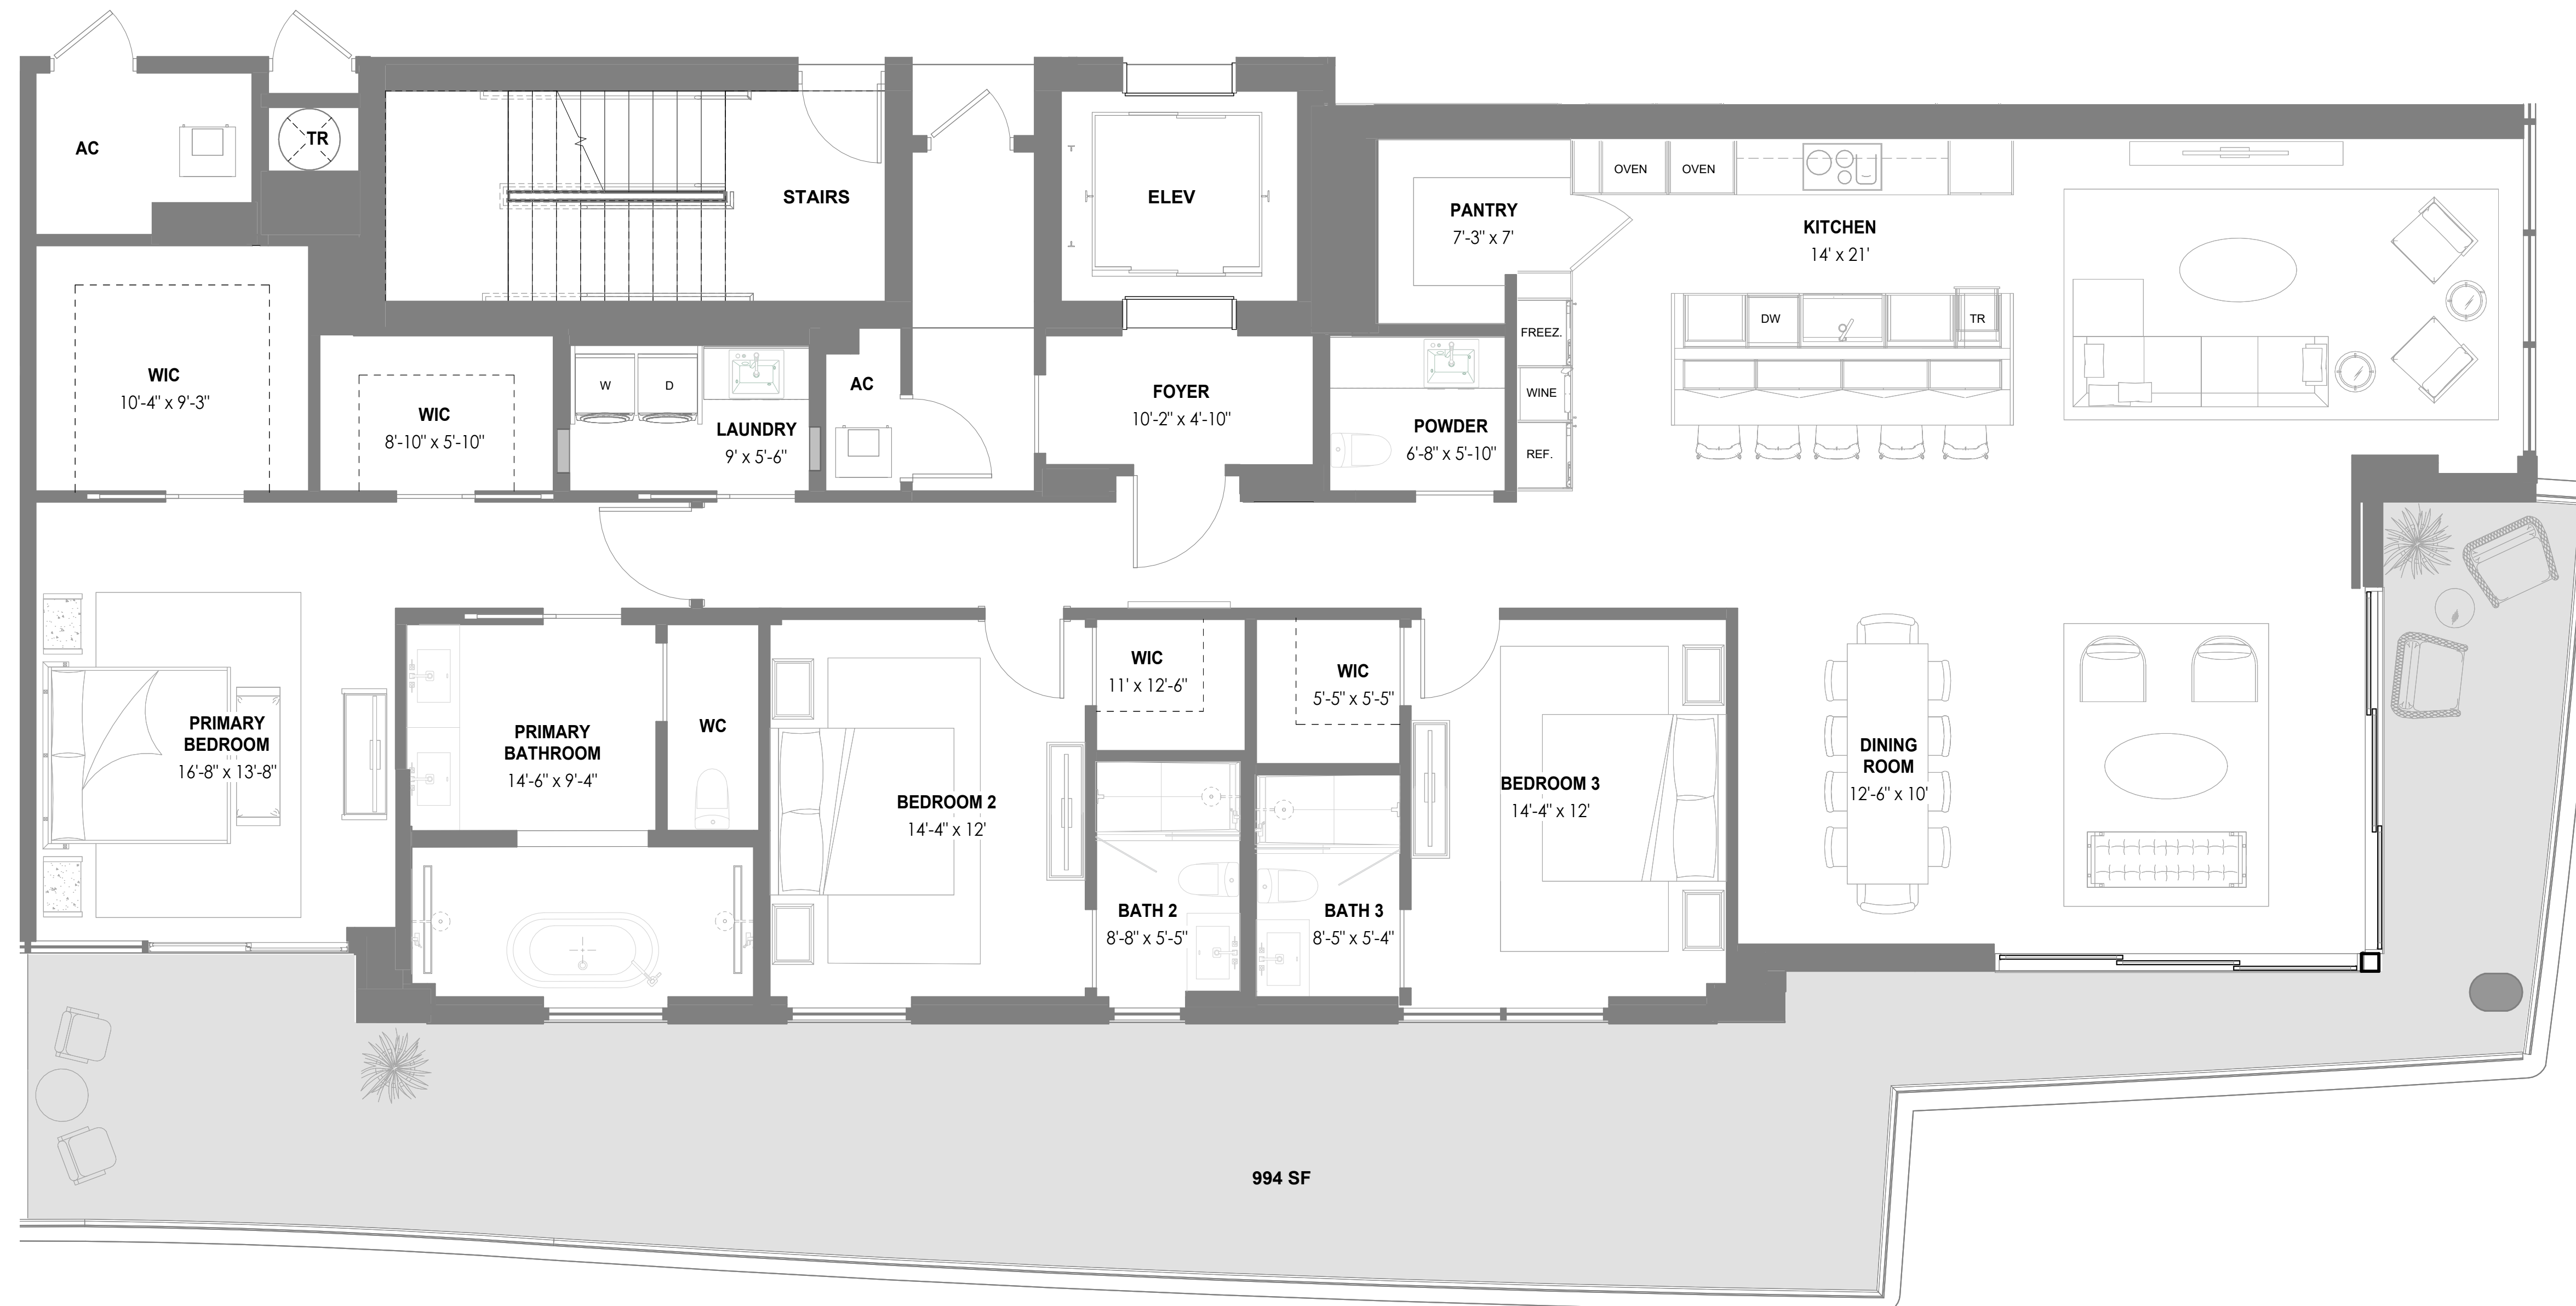 AC
TR
STAIRS
ELEV
PANTRY
7'-3" x 7'
OVEN
OVEN
KITCHEN
14' x 21'
DW
TR
FREEZ.
WINE
REF.
WIC
10'-4" x 9'-3"
WIC
8'-10" x 5'-10"
W
D
LAUNDRY
9' x 5'-6"
AC
FOYER
10'-2" x 4'-10"
POWDER
6'-8" x 5'-10"
PRIMARY
BEDROOM
16'-8" x 13'-8"
PRIMARY
BATHROOM
14'-6" x 9'-4"
WC
BEDROOM 2
14'-4" x 12'
WIC
11' x 12'-6"
WIC
5'-5" x 5'-5"
BEDROOM 3
14'-4" x 12'
DINING
ROOM
12'-6" x 10'
BATH 2
8'-8" x 5'-5"
BATH 3
8'-5" x 5'-4"
994 SF